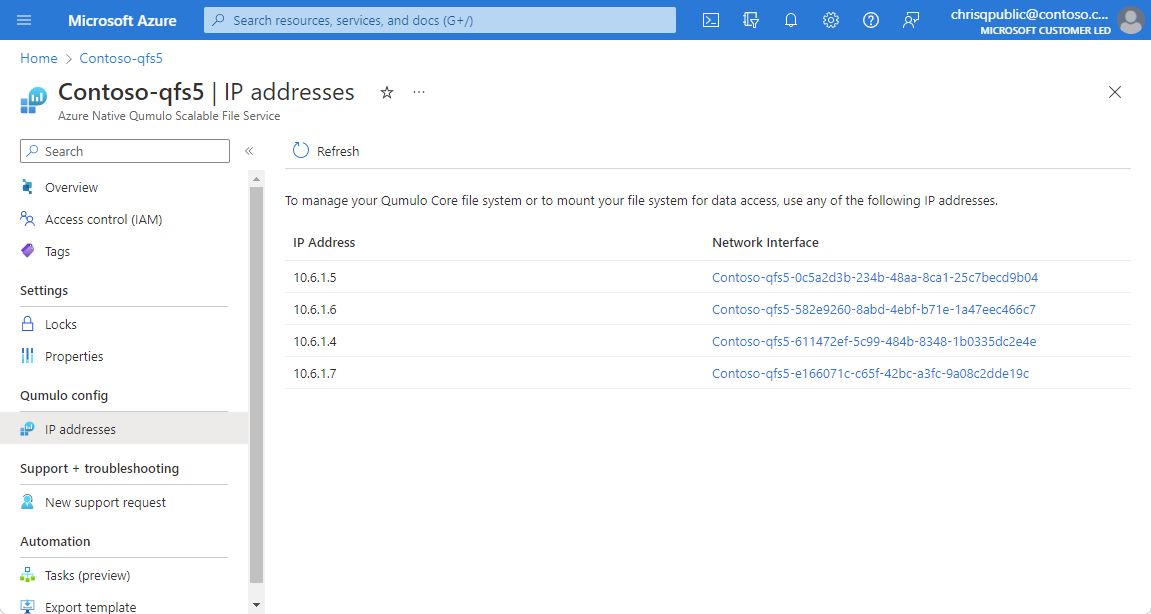 Microsoft Azure
Search resources, services, and docs (G+/)
chrisqpublic@contoso.c...
MICROSOFT CUSTOMER LED
Home > Contoso-qfs5
Contoso-qfs5 | IP addresses
Azure Native Qumulo Scalable File Service
Search
Overview
Access control (IAM)
Tags
Settings
Locks
Properties
Qumulo config
IP addresses
Support + troubleshooting
New support request
Automation
Tasks (preview)
Export template
Refresh
To manage your Qumulo Core file system or to mount your file system for data access, use any of the following IP addresses.
IP Address Network Interface
10.6.1.5 Contoso-qfs5-0c5a2d3b-234b-48aa-8ca1-25c7becd9b04
10.6.1.6 Contoso-qfs5-582e9260-8abd-4ebf-b71e-1a47eec466c7
10.6.1.4 Contoso-qfs5-611472ef-5c99-484b-8348-1b0335dc2e4e
10.6.1.7 Contoso-qfs5-e166071c-c65f-42bc-a3fc-9a08c2dde19c